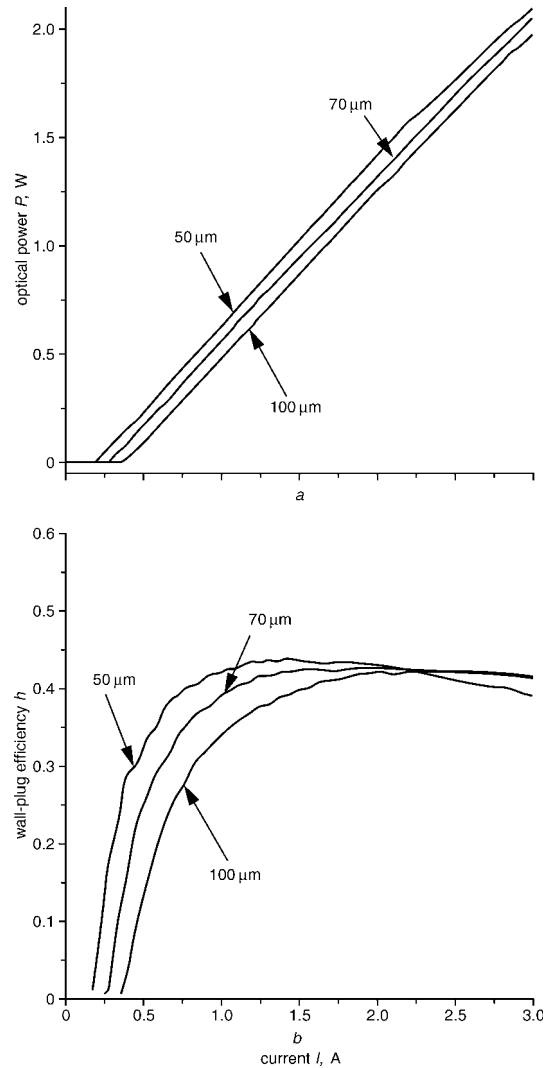 2.0
1.5
1.0
0.5
0
optical power P, W
70 µm
50 µm
100 µm
a
0.6
0.5
0.4
0.3
0.2
0.1
0
wall-plug efficiency h
70 µm
50 µm
100 µm
0 0.5 1.0 1.5 2.0 2.5 3.0
b
current I, A